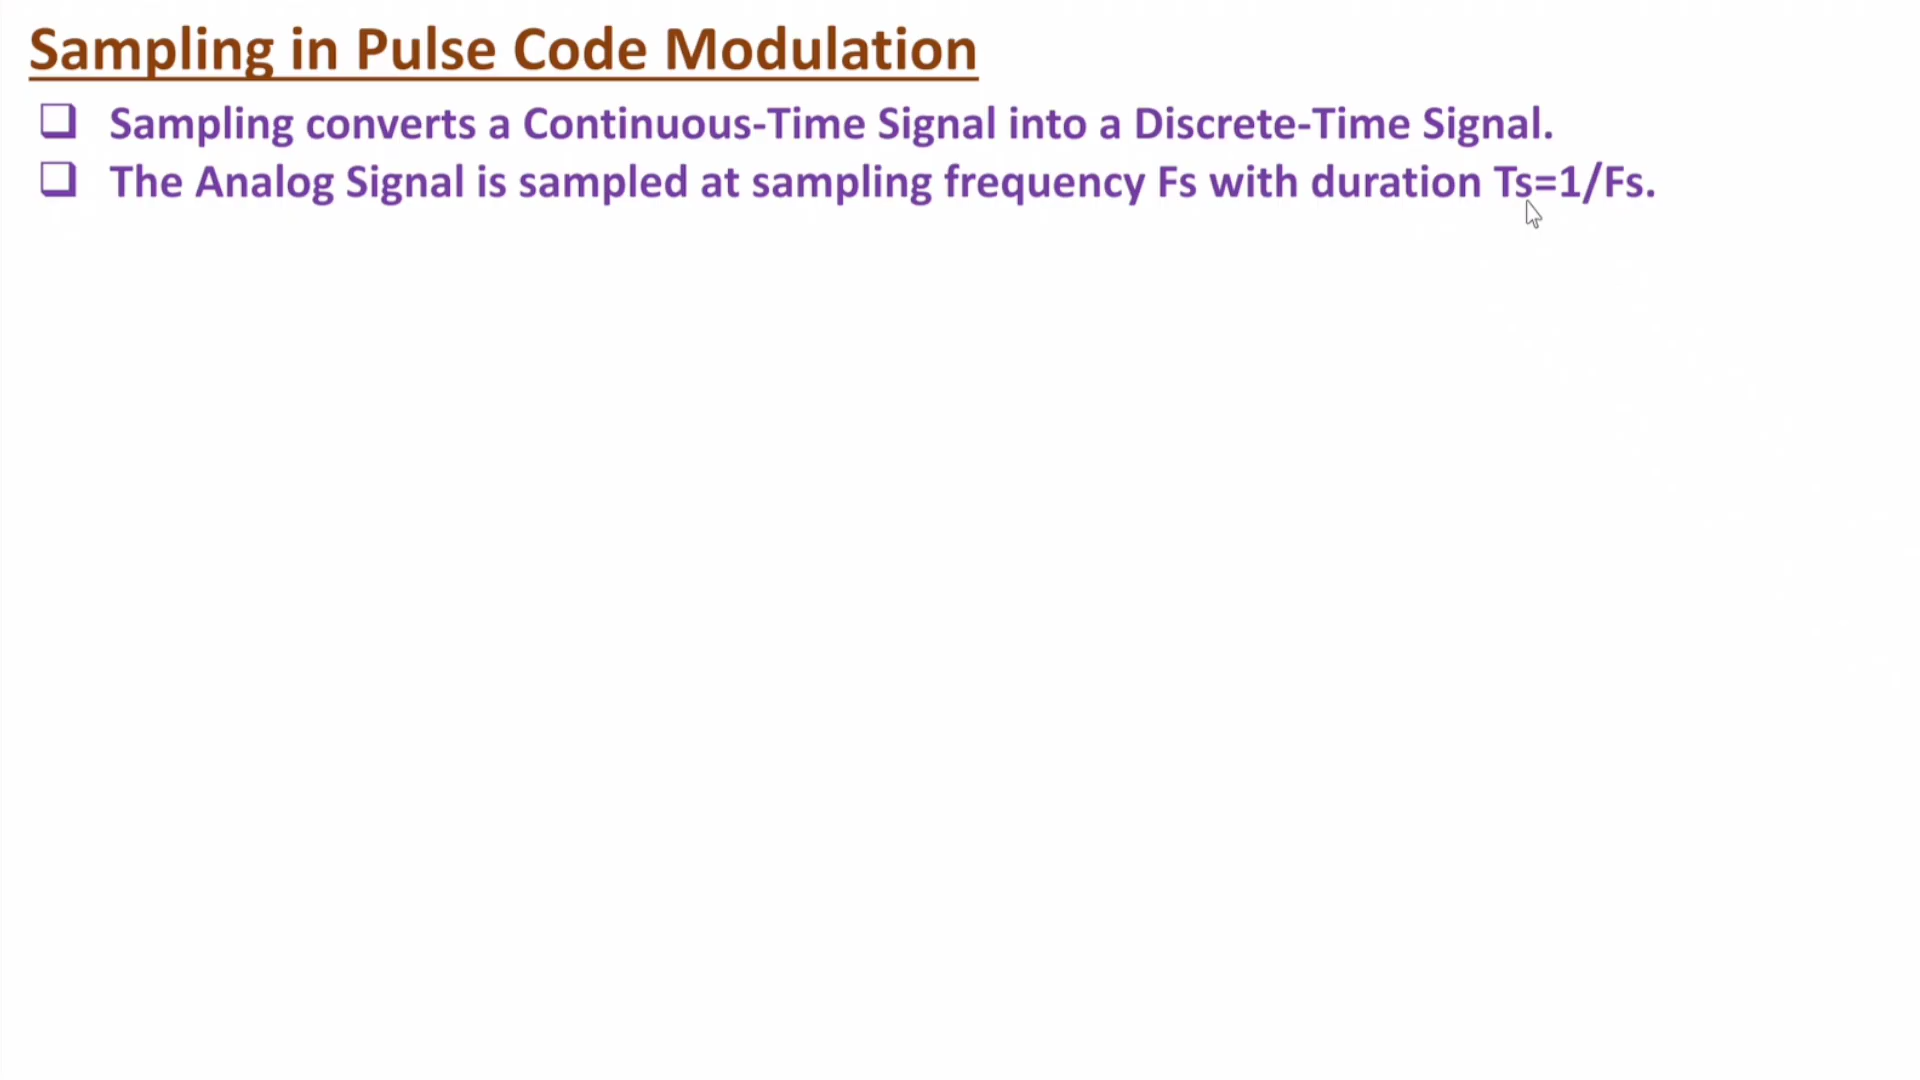 Sampling in Pulse Code Modulation
Sampling converts a Continuous-Time Signal into a Discrete-Time Signal.
The Analog Signal is sampled at sampling frequency Fs with duration Ts=1/Fs.